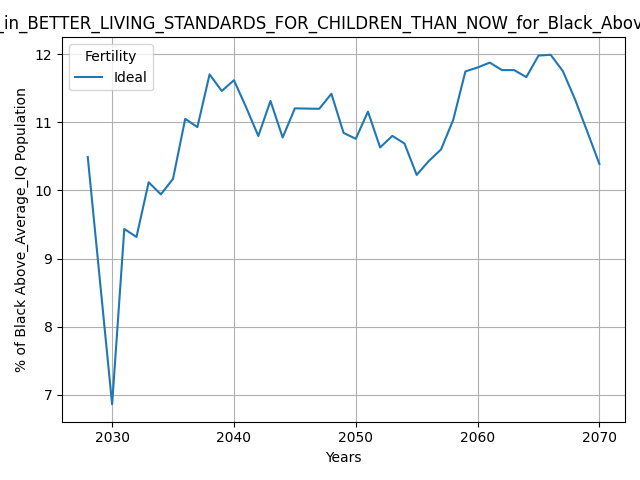 _in_BETTER_LIVING_STANDARDS_FOR_CHILDREN_THAN_NOW_for_Black_Abov
Fertility
Ideal
% of Black Above_Average_IQ Population
12
11
10
9
8
7
2030 2040 2050 2060 2070
Years